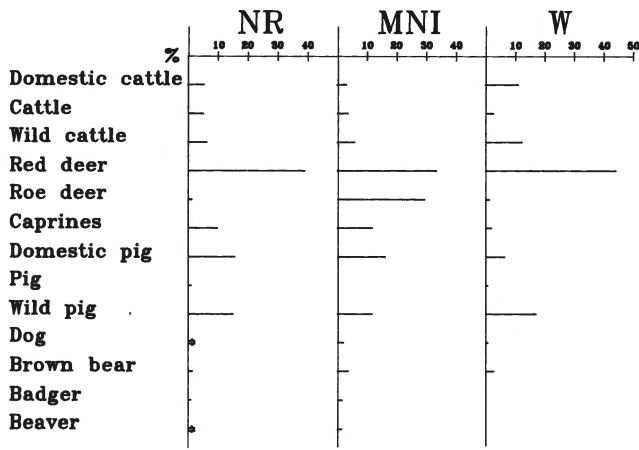 NR MNI W
% 10 20 30 40 10 20 30 40 10 20 30 40 50
Domestic cattle
Cattle
Wild cattle
Red deer
Roe deer
Caprines
Domestic pig
Pig
Wild pig
Dog
Brown bear
Badger
Beaver